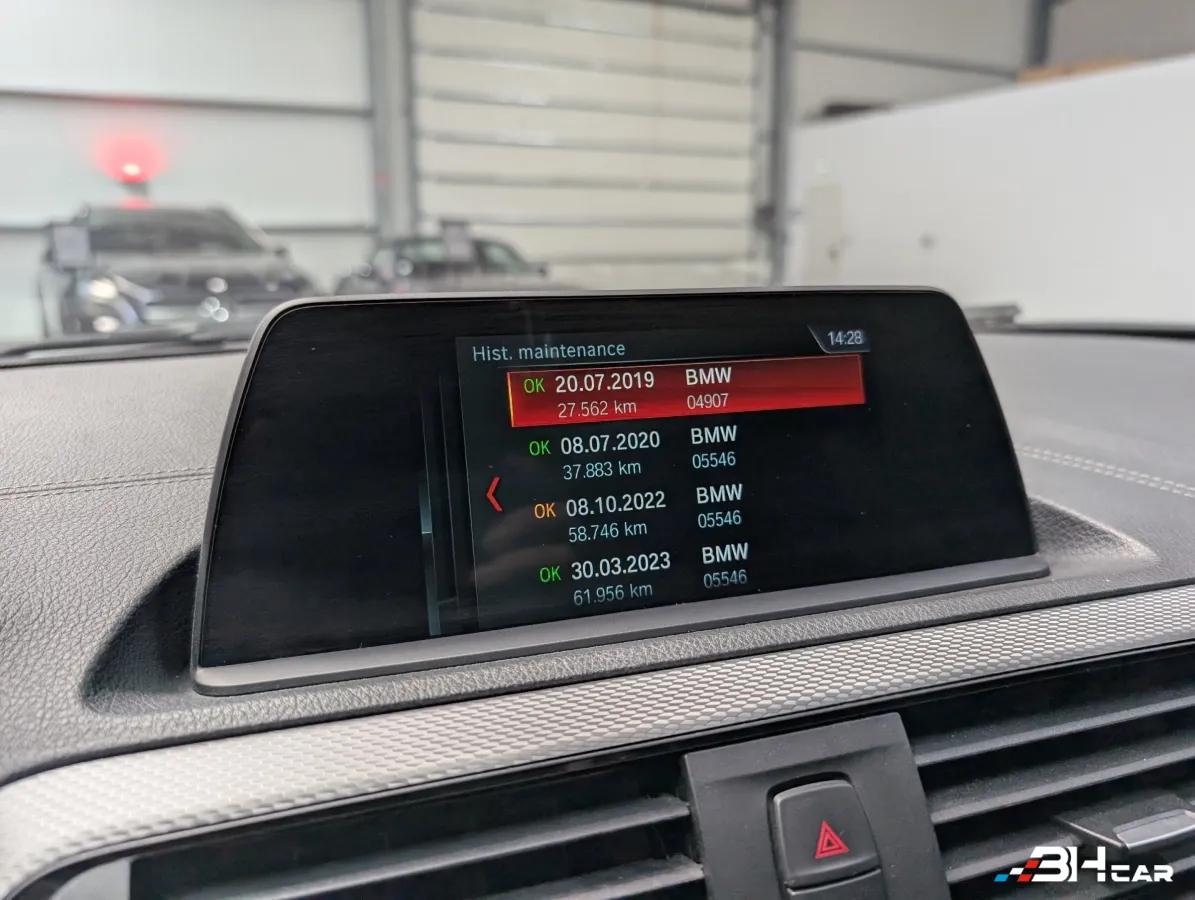 Hist. maintenance
14:28
OK 20.07.2019 BMW
27.562 km 04907
OK 08.07.2020 BMW
37.883 km 05546
OK 08.10.2022 BMW
58.746 km 05546
OK 30.03.2023 BMW
61.956 km 05546
3HCAR